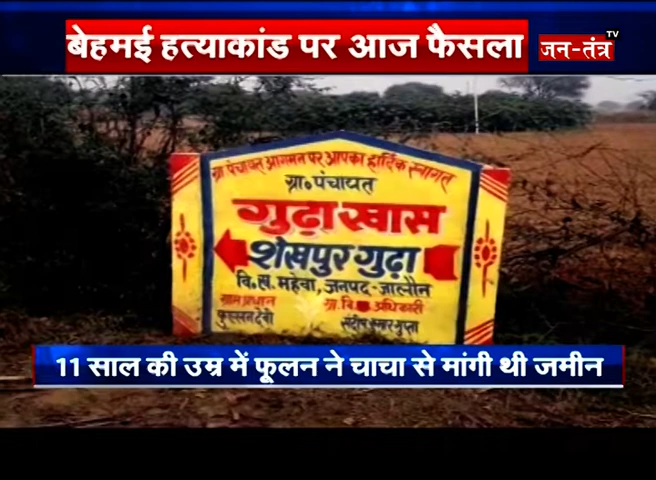 बेहमई हत्याकांड पर आज फैसला
जन-तंत्र TV
ग्रा पंचायत आगमन पर आपका हार्दिक स्वागत
ग्रा० पंचायत
गुढ़ा खास
शेखपुर गुढ़ा
वि. ख. महेवा, जनपद-जालौन
ग्राम प्रधान
ग्रा. वि. अधिकारी
संदीप कुमार गुप्ता
11 साल की उम्र में फूलन ने चाचा से मांगी थी जमीन